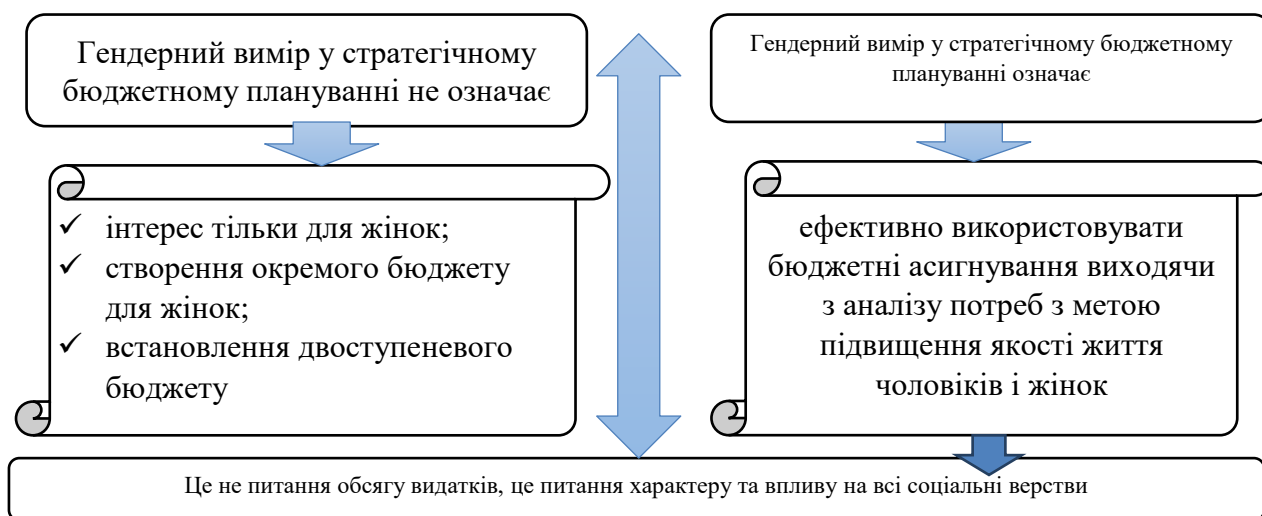 Гендерний вимір у стратегічному
бюджетному плануванні не означає
Гендерний вимір у стратегічному бюджетному
плануванні означає
✓ інтерес тільки для жінок;
✓ створення окремого бюджету
для жінок;
✓ встановлення двоступеневого
бюджету
ефективно використовувати
бюджетні асигнування виходячи
з аналізу потреб з метою
підвищення якості життя
чоловіків і жінок
Це не питання обсягу видатків, це питання характеру та впливу на всі соціальні верстви